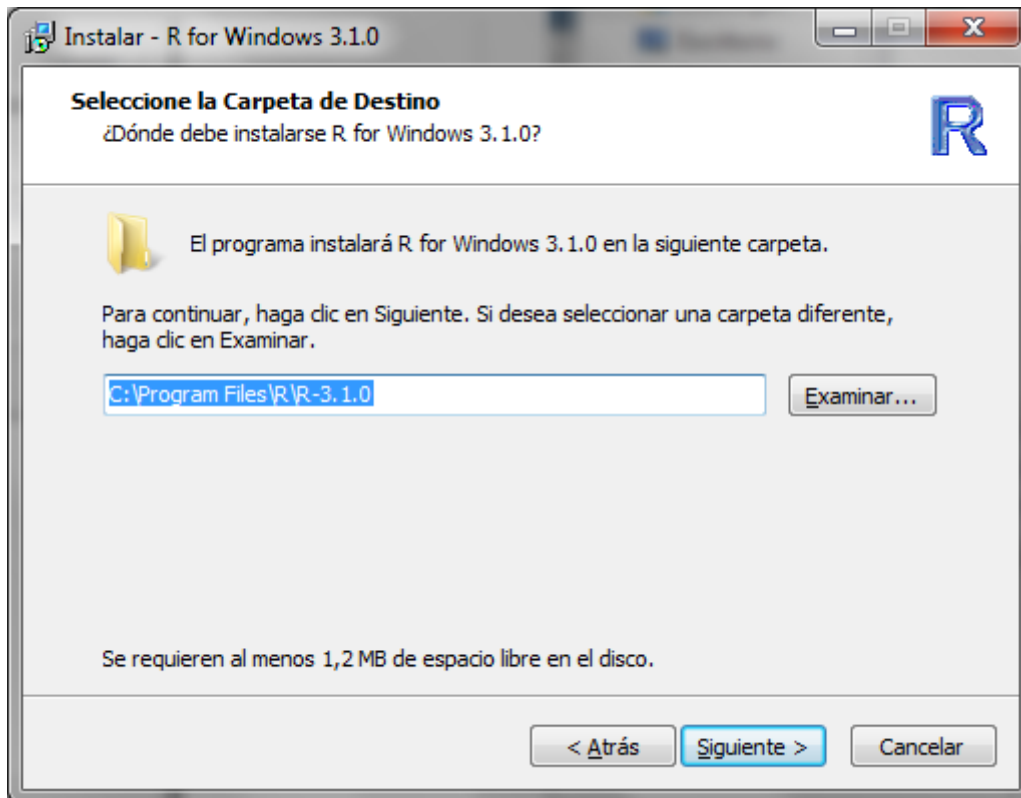 Instalar - R for Windows 3.1.0
Seleccione la Carpeta de Destino
¿Dónde debe instalarse R for Windows 3.1.0?
R
El programa instalará R for Windows 3.1.0 en la siguiente carpeta.
Para continuar, haga clic en Siguiente. Si desea seleccionar una carpeta diferente,
haga clic en Examinar.
C:\Program Files\R\R-3.1.0
Examinar...
Se requieren al menos 1,2 MB de espacio libre en el disco.
< Atrás
Siguiente >
Cancelar